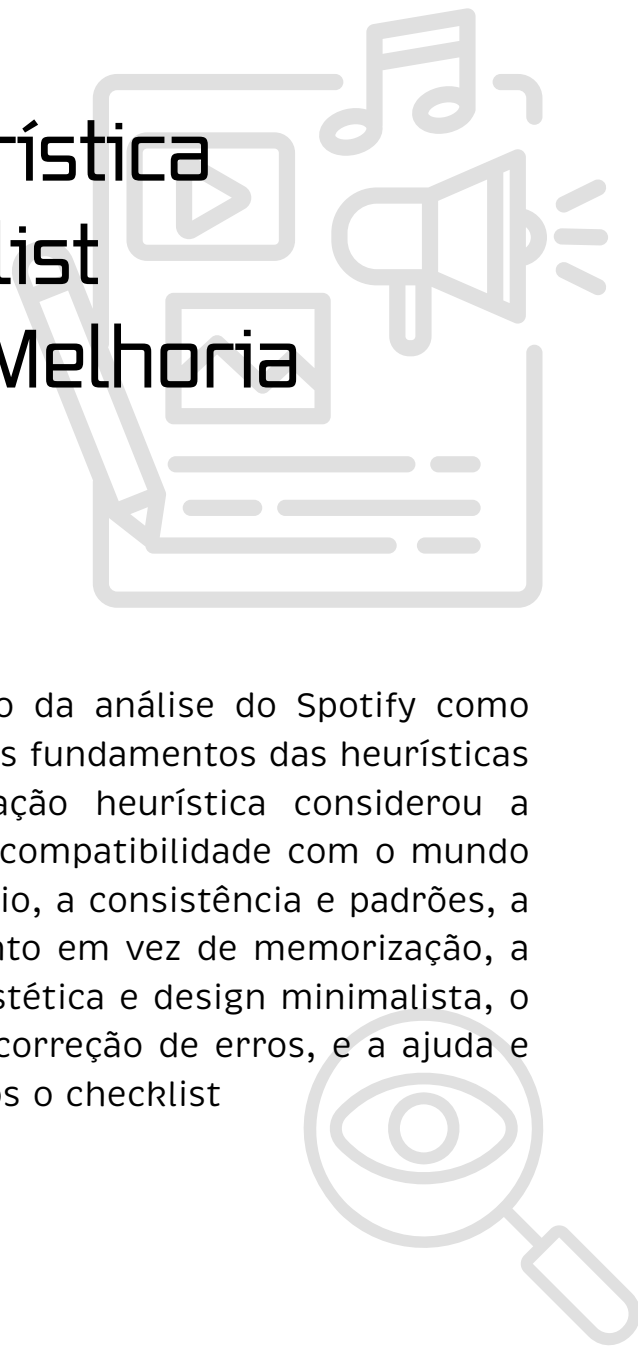 rística
list
Melhoria
o da análise do Spotify como
s fundamentos das heurísticas
ação heurística considerou a
compatibilidade com o mundo
io, a consistência e padrões, a
nto em vez de memorização, a
stética e design minimalista, o
correção de erros, e a ajuda e
os o checklist